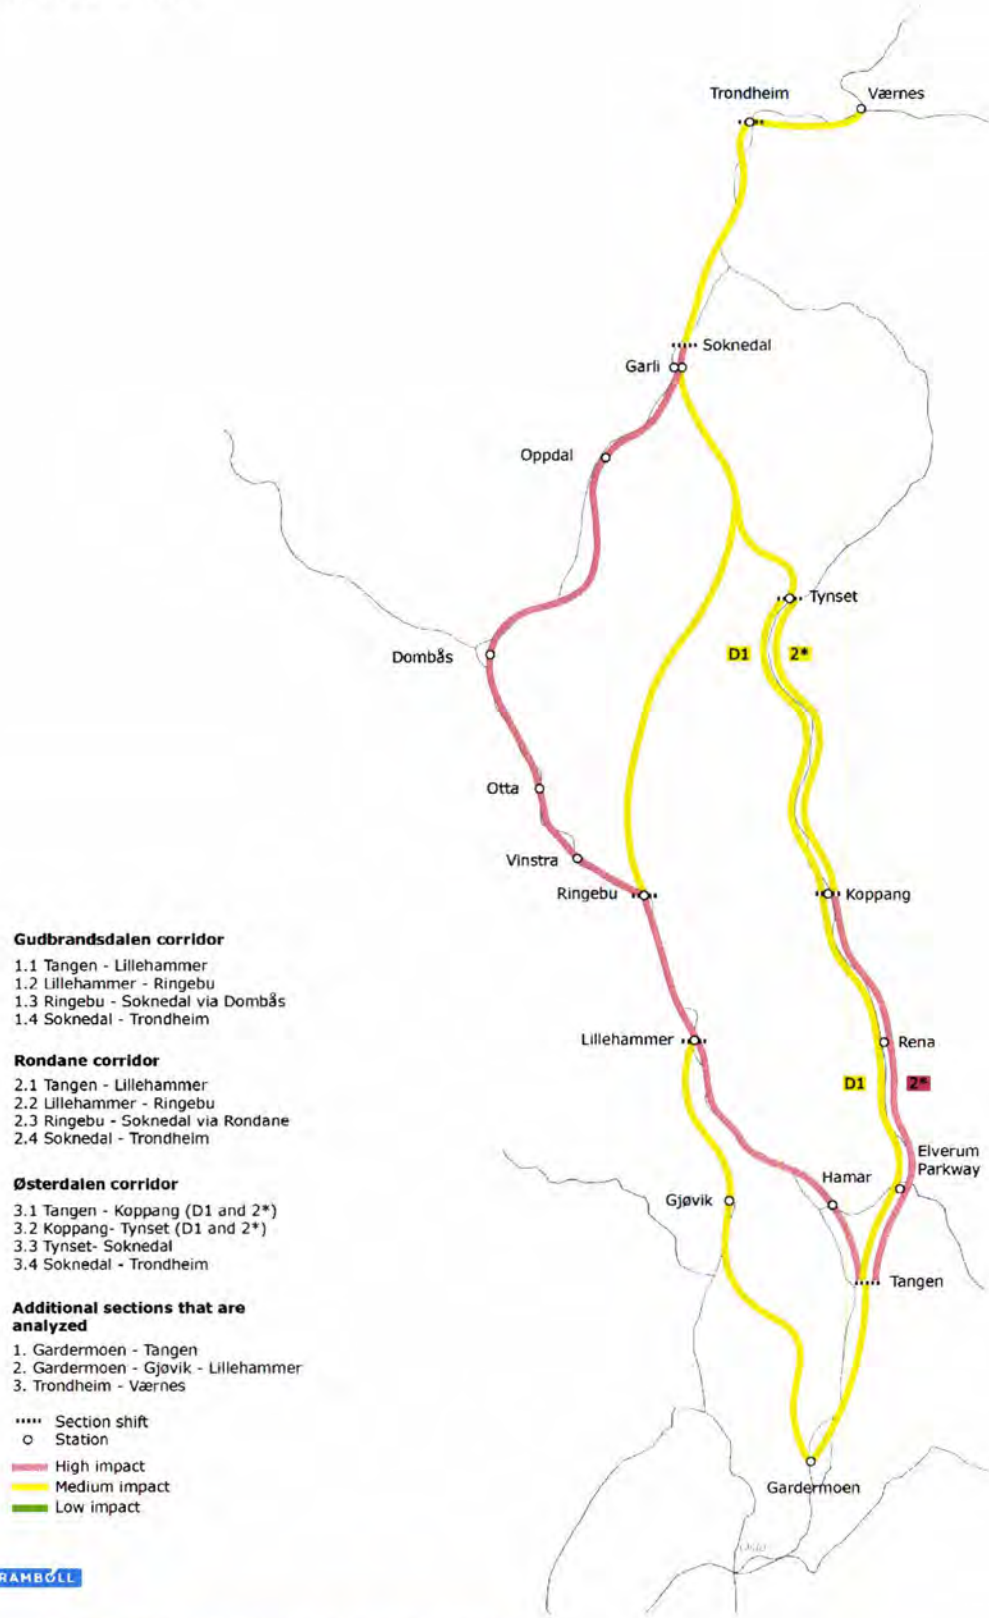 Trondheim
Værnes
Soknedal
Garli
Oppdal
Tynset
Dombås
D1
2*
Otta
Vinstra
Ringebu
Koppang
Gudbrandsdalen corridor
1.1 Tangen - Lillehammer
1.2 Lillehammer - Ringebu
1.3 Ringebu - Soknedal via Dombås
1.4 Soknedal - Trondheim
Lillehammer
Rena
Rondane corridor
2.1 Tangen - Lillehammer
2.2 Lillehammer - Ringebu
2.3 Ringebu - Soknedal via Rondane
2.4 Soknedal - Trondheim
D1
2*
Elverum
Parkway
Hamar
Gjøvik
Østerdalen corridor
3.1 Tangen - Koppang (D1 and 2*)
3.2 Koppang- Tynset (D1 and 2*)
3.3 Tynset- Soknedal
3.4 Soknedal - Trondheim
Tangen
Additional sections that are
analyzed
1. Gardermoen - Tangen
2. Gardermoen - Gjøvik - Lillehammer
3. Trondheim - Værnes
Section shift
Station
High impact
Medium impact
Low impact
Gardermoen
Oslo
RAMBØLL